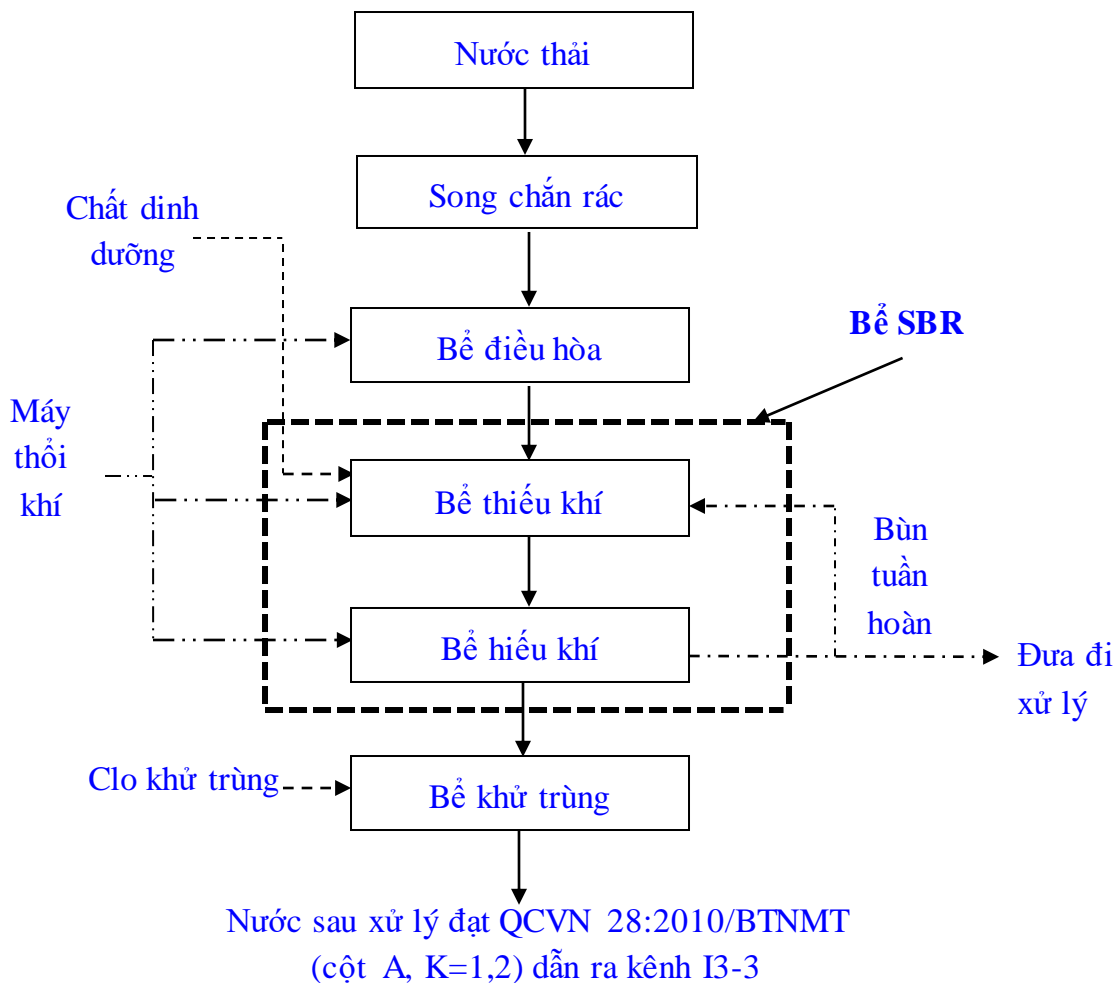 Nước thải
Song chắn rác
Chất dinh
dưỡng
Bể điều hòa
Bể SBR
Máy
thổi
khí
Bể thiếu khí
Bùn
tuần
hoàn
Bể hiếu khí
Đưa đi
xử lý
Clo khử trùng
Bể khử trùng
Nước sau xử lý đạt QCVN 28:2010/BTNMT
(cột A, K=1,2) dẫn ra kênh I3-3